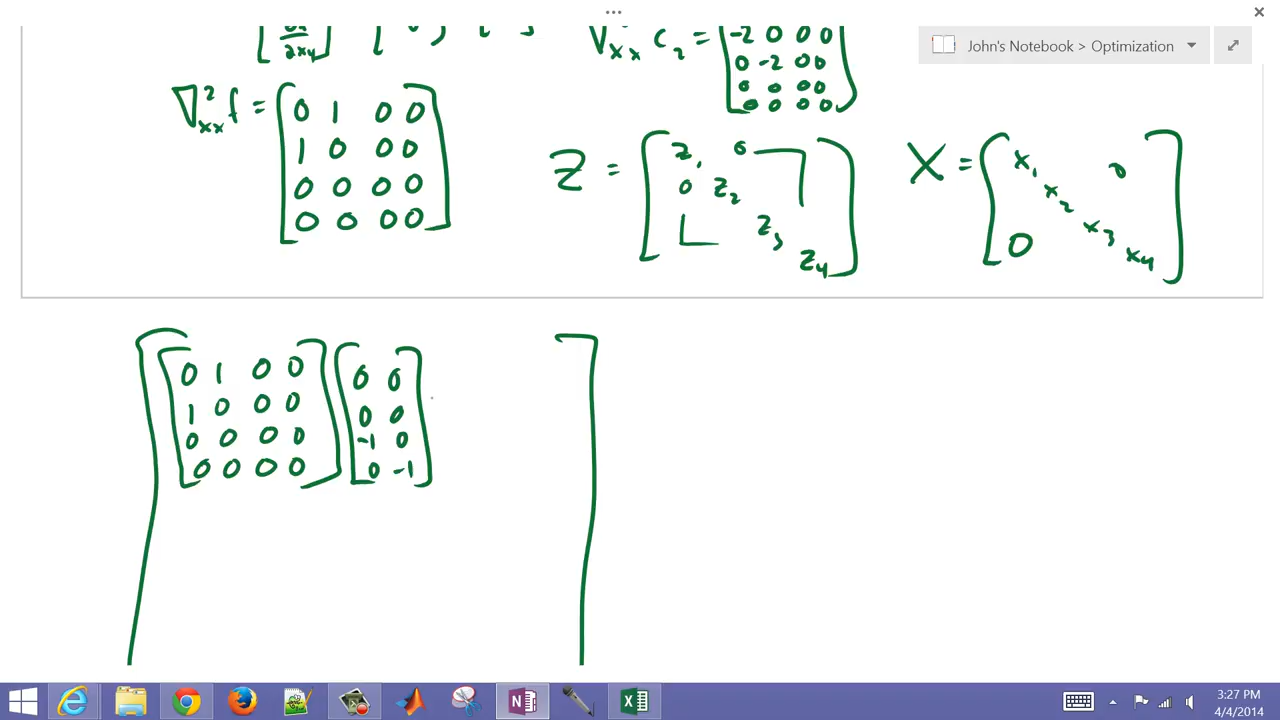 ...
John's Notebook > Optimization
2x4
∇²xx c2 = [-2 0 0 0
0 -2 0 0
0 0 0 0
0 0 0 0]
∇²xx f = [0 1 0 0
1 0 0 0
0 0 0 0
0 0 0 0]
Z = [z1 0
0 z2
z3
z4]
X = [x1 0
x2
x3
0 x4]
[[0 1 0 0] [0 0]
[1 0 0 0] [0 0]
[0 0 0 0] [-1 0]
[0 0 0 0] [0 -1]]
3:27 PM
4/4/2014